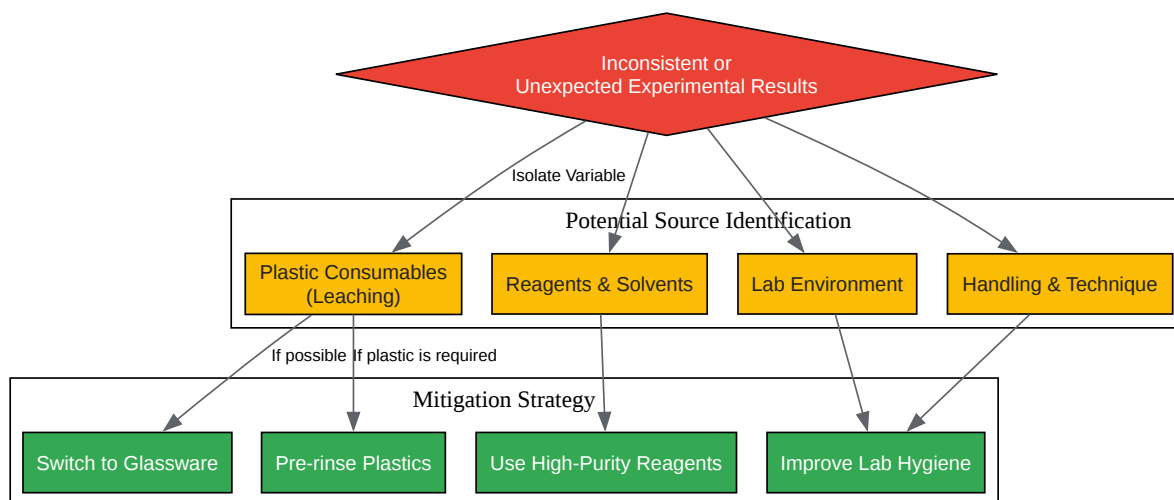 Inconsistent or
Unexpected Experimental Results
Isolate Variable
Potential Source Identification
Plastic Consumables
(Leaching)
Reagents & Solvents
Lab Environment
Handling & Technique
If possible
If plastic is required
Mitigation Strategy
Switch to Glassware
Pre-rinse Plastics
Use High-Purity Reagents
Improve Lab Hygiene